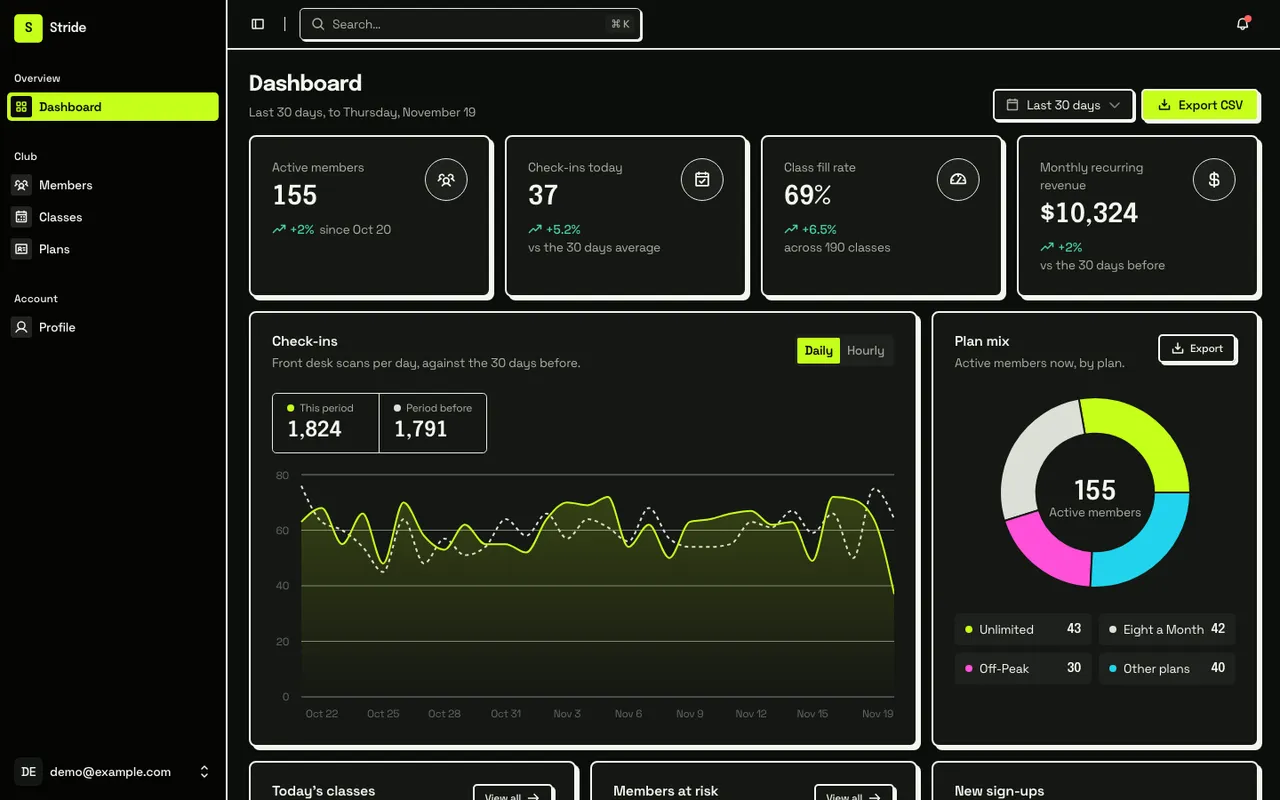 S Stride
Search...
⌘ K
Overview
Dashboard
Club
Members
Classes
Plans
Account
Profile
DE demo@example.com
Dashboard
Last 30 days, to Thursday, November 19
Last 30 days
Export CSV
Active members
155
+2% since Oct 20
Check-ins today
37
+5.2%
vs the 30 days average
Class fill rate
69%
+6.5%
across 190 classes
Monthly recurring
revenue
$10,324
+2%
vs the 30 days before
Check-ins
Front desk scans per day, against the 30 days before.
Daily Hourly
This period
1,824
Period before
1,791
80
60
40
20
0
Oct 22 Oct 25 Oct 28 Oct 31 Nov 3 Nov 6 Nov 9 Nov 12 Nov 15 Nov 19
Plan mix
Active members now, by plan.
Export
155
Active members
Unlimited 43
Eight a Month 42
Off-Peak 30
Other plans 40
Today's classes
View all
Members at risk
View all
New sign-ups